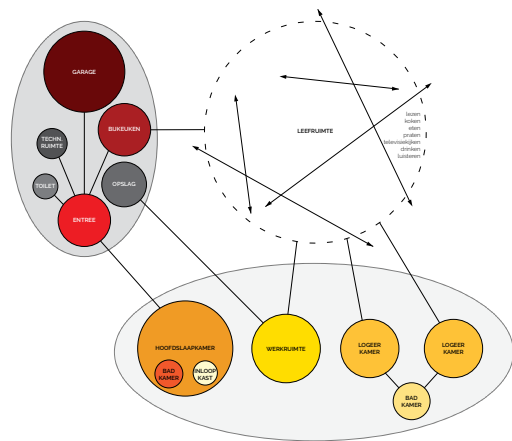 GARAGE
BIJKEUKEN
TECHN.
RUIMTE
TOILET
OPSLAG
ENTREE
LEEFRUIMTE
lezen
koken
eten
praten
televisiekijken
drinken
luisteren
HOOFDSLAAPKAMER
BAD
KAMER
INLOOP
KAST
WERKRUIMTE
LOGEER
KAMER
LOGEER
KAMER
BAD
KAMER